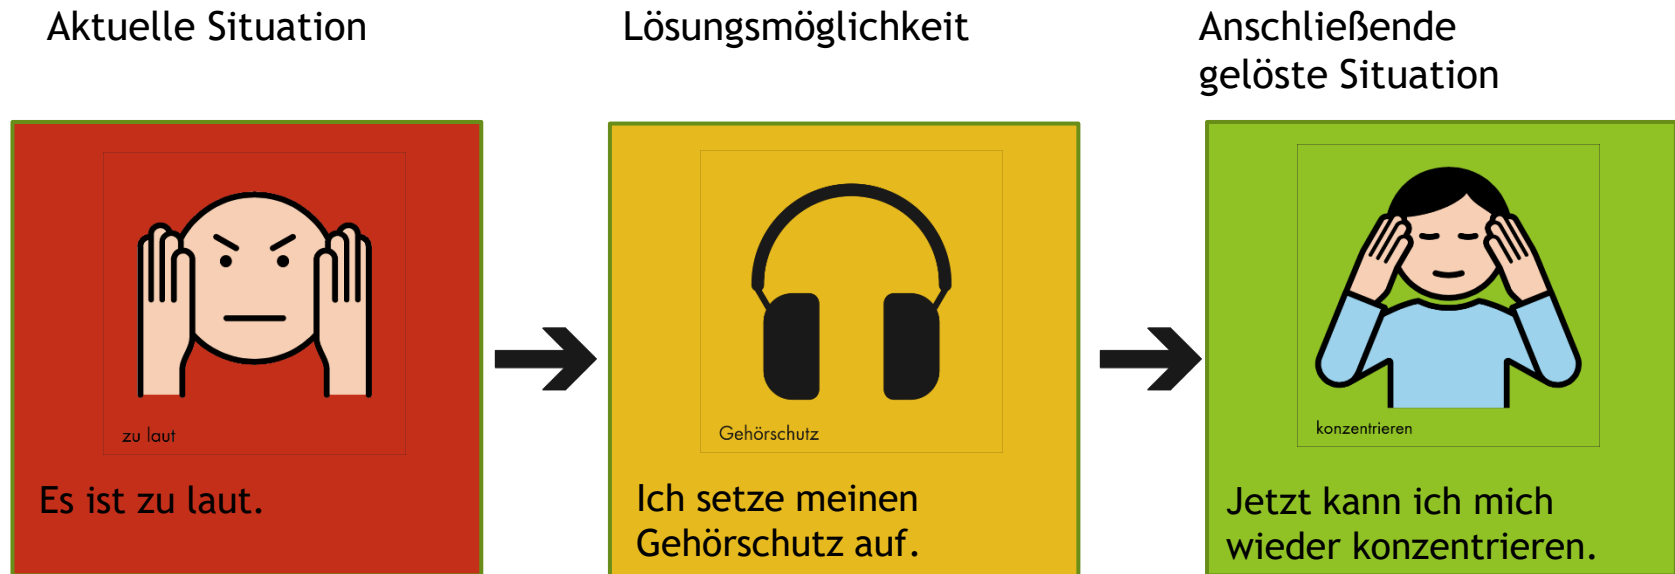 Aktuelle Situation
Lösungsmöglichkeit
Anschließende
gelöste Situation
zu laut
Es ist zu laut.
Gehörschutz
Ich setze meinen
Gehörschutz auf.
konzentrieren
Jetzt kann ich mich
wieder konzentrieren.